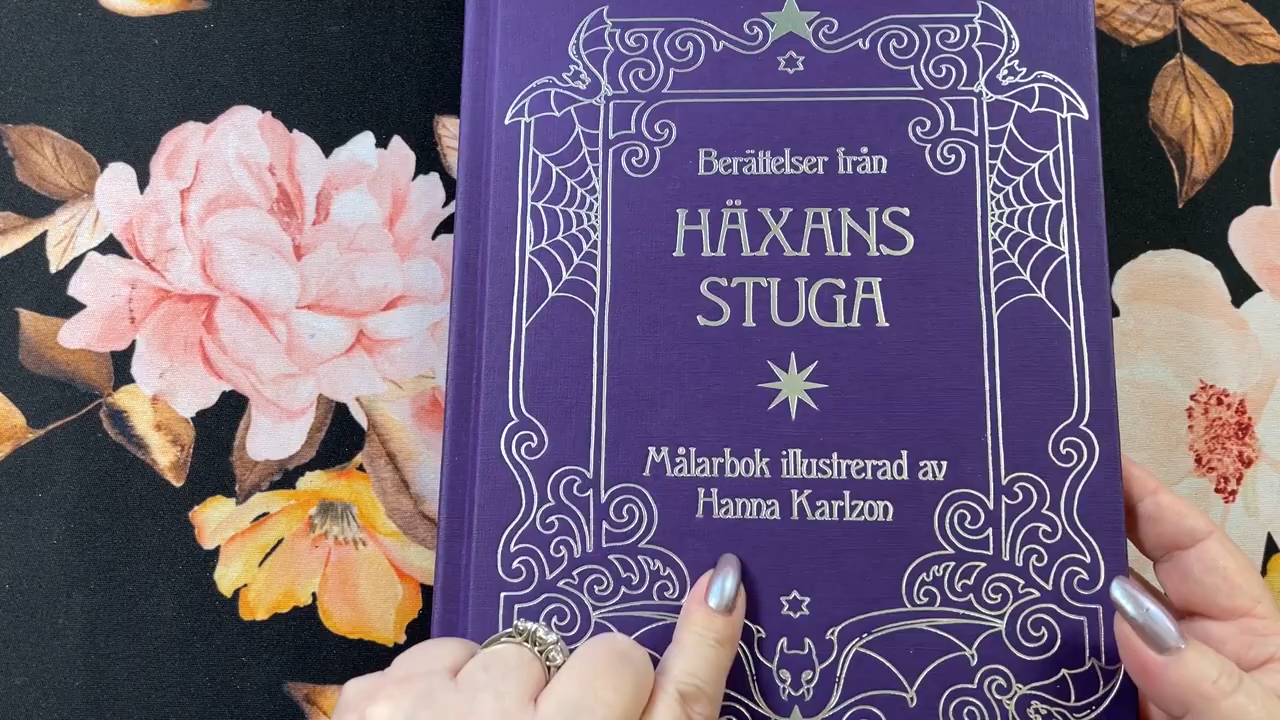 Berättelser från
HÄXANS
STUGA
Målarbok illustrerad av
Hanna Karlzon